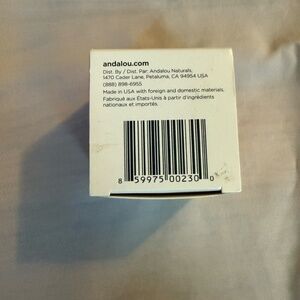 andalou.com
Dist. By / Dist. Par: Andalou Naturals,
1470 Cader Lane, Petaluma, CA 94954 USA
(888) 898-6955
Made in USA with foreign and domestic materials.
Fabriqué aux États-Unis à partir d'ingrédients
nationaux et importés.
8 59975 00230 0